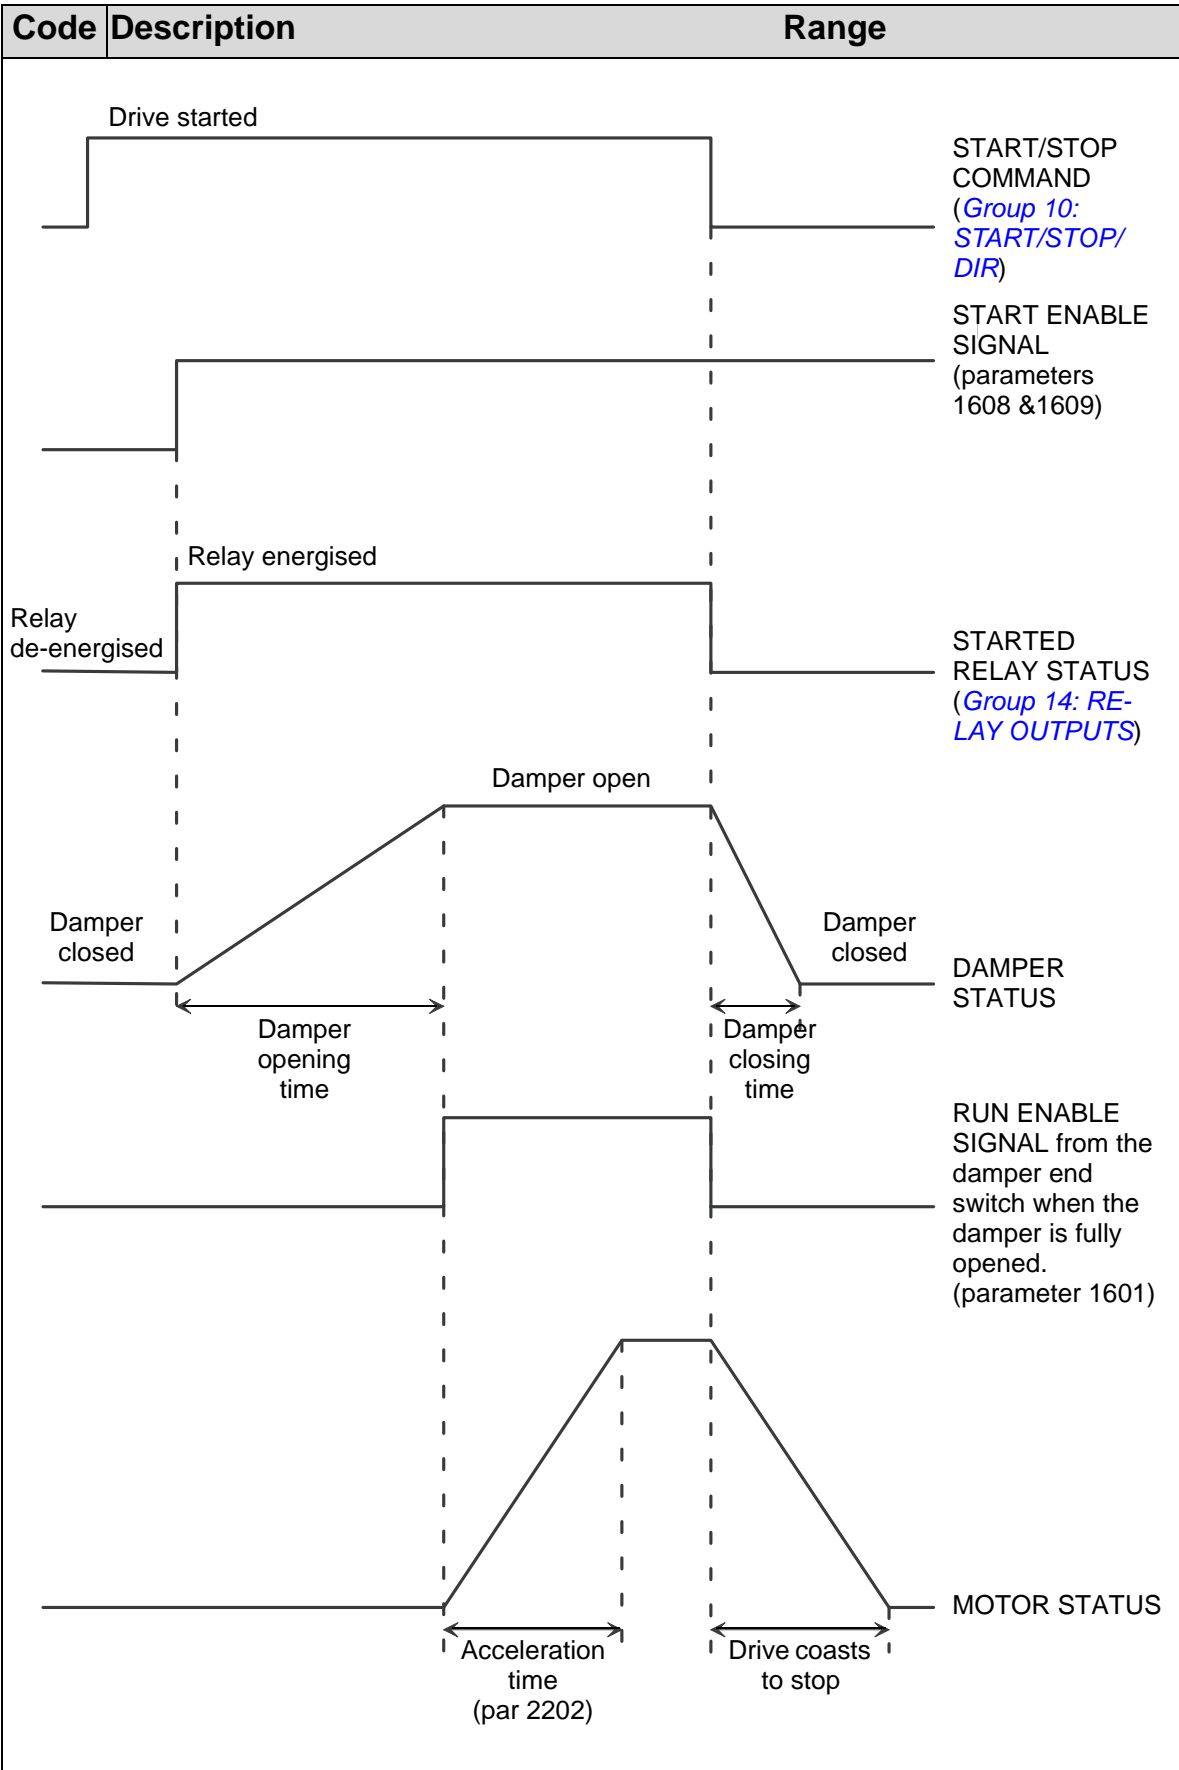 Code Description Range
Drive started
START/STOP
COMMAND
(Group 10:
START/STOP/
DIR)
START ENABLE
SIGNAL
(parameters
1608 &1609)
Relay energised
Relay
de-energised
STARTED
RELAY STATUS
(Group 14: RE-
LAY OUTPUTS)
Damper open
Damper
closed
Damper
closed
DAMPER
STATUS
Damper
opening
time
Damper
closing
time
RUN ENABLE
SIGNAL from the
damper end
switch when the
damper is fully
opened.
(parameter 1601)
MOTOR STATUS
Acceleration
time
(par 2202)
Drive coasts
to stop